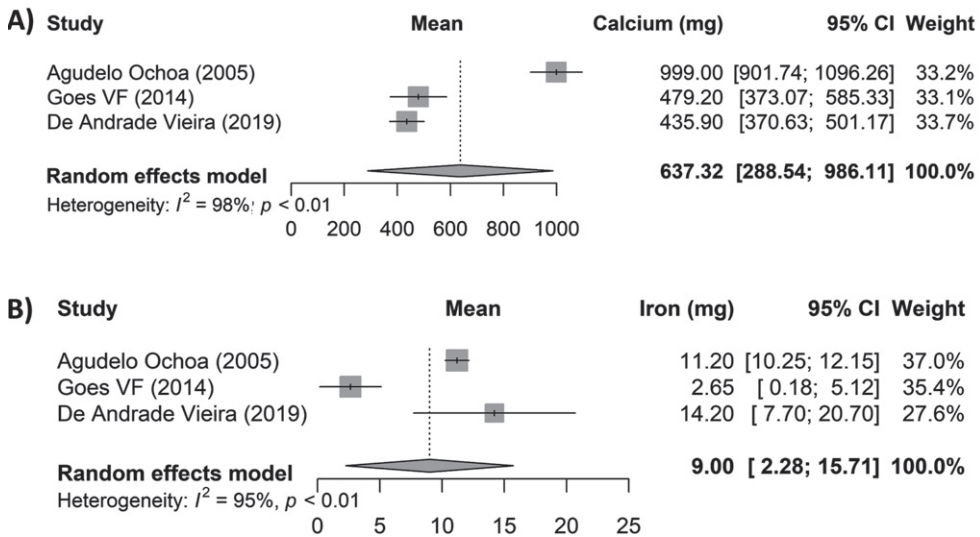 A) Study Mean Calcium (mg) 95% CI Weight
Agudelo Ochoa (2005) 999.00 [901.74; 1096.26] 33.2%
Goes VF (2014) 479.20 [373.07; 585.33] 33.1%
De Andrade Vieira (2019) 435.90 [370.63; 501.17] 33.7%
Random effects model 637.32 [288.54; 986.11] 100.0%
Heterogeneity: I² = 98%; p < 0.01
0 200 400 600 800 1000
B) Study Mean Iron (mg) 95% CI Weight
Agudelo Ochoa (2005) 11.20 [10.25; 12.15] 37.0%
Goes VF (2014) 2.65 [ 0.18; 5.12] 35.4%
De Andrade Vieira (2019) 14.20 [ 7.70; 20.70] 27.6%
Random effects model 9.00 [ 2.28; 15.71] 100.0%
Heterogeneity: I² = 95%, p < 0.01
0 5 10 15 20 25